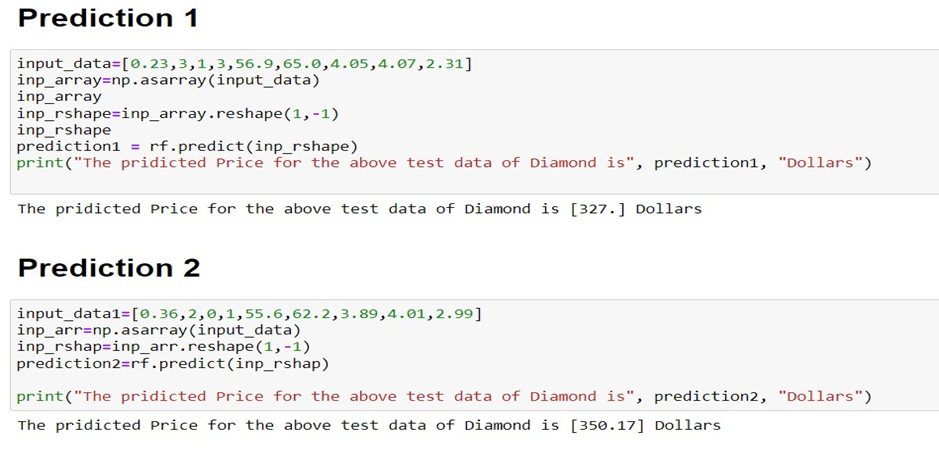 Prediction 1
input_data=[0.23,3,1,3,56.9,65.0,4.05,4.07,2.31]
inp_array=np.asarray(input_data)
inp_array
inp_rshape=inp_array.reshape(1,-1)
inp_rshape
prediction1 = rf.predict(inp_rshape)
print("The pridicted Price for the above test data of Diamond is", prediction1, "Dollars")
The pridicted Price for the above test data of Diamond is [327.] Dollars
Prediction 2
input_data1=[0.36,2,0,1,55.6,62.2,3.89,4.01,2.99]
inp_arr=np.asarray(input_data)
inp_rshap=inp_arr.reshape(1,-1)
prediction2=rf.predict(inp_rshap)
print("The pridicted Price for the above test data of Diamond is", prediction2, "Dollars")
The pridicted Price for the above test data of Diamond is [350.17] Dollars